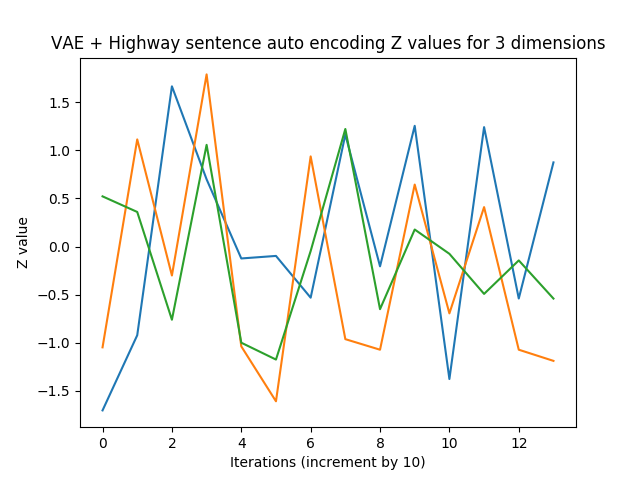 VAE + Highway sentence auto encoding Z values for 3 dimensions
1.5
1.0
0.5
0.0
−0.5
−1.0
−1.5
Z value
0 2 4 6 8 10 12
Iterations (increment by 10)